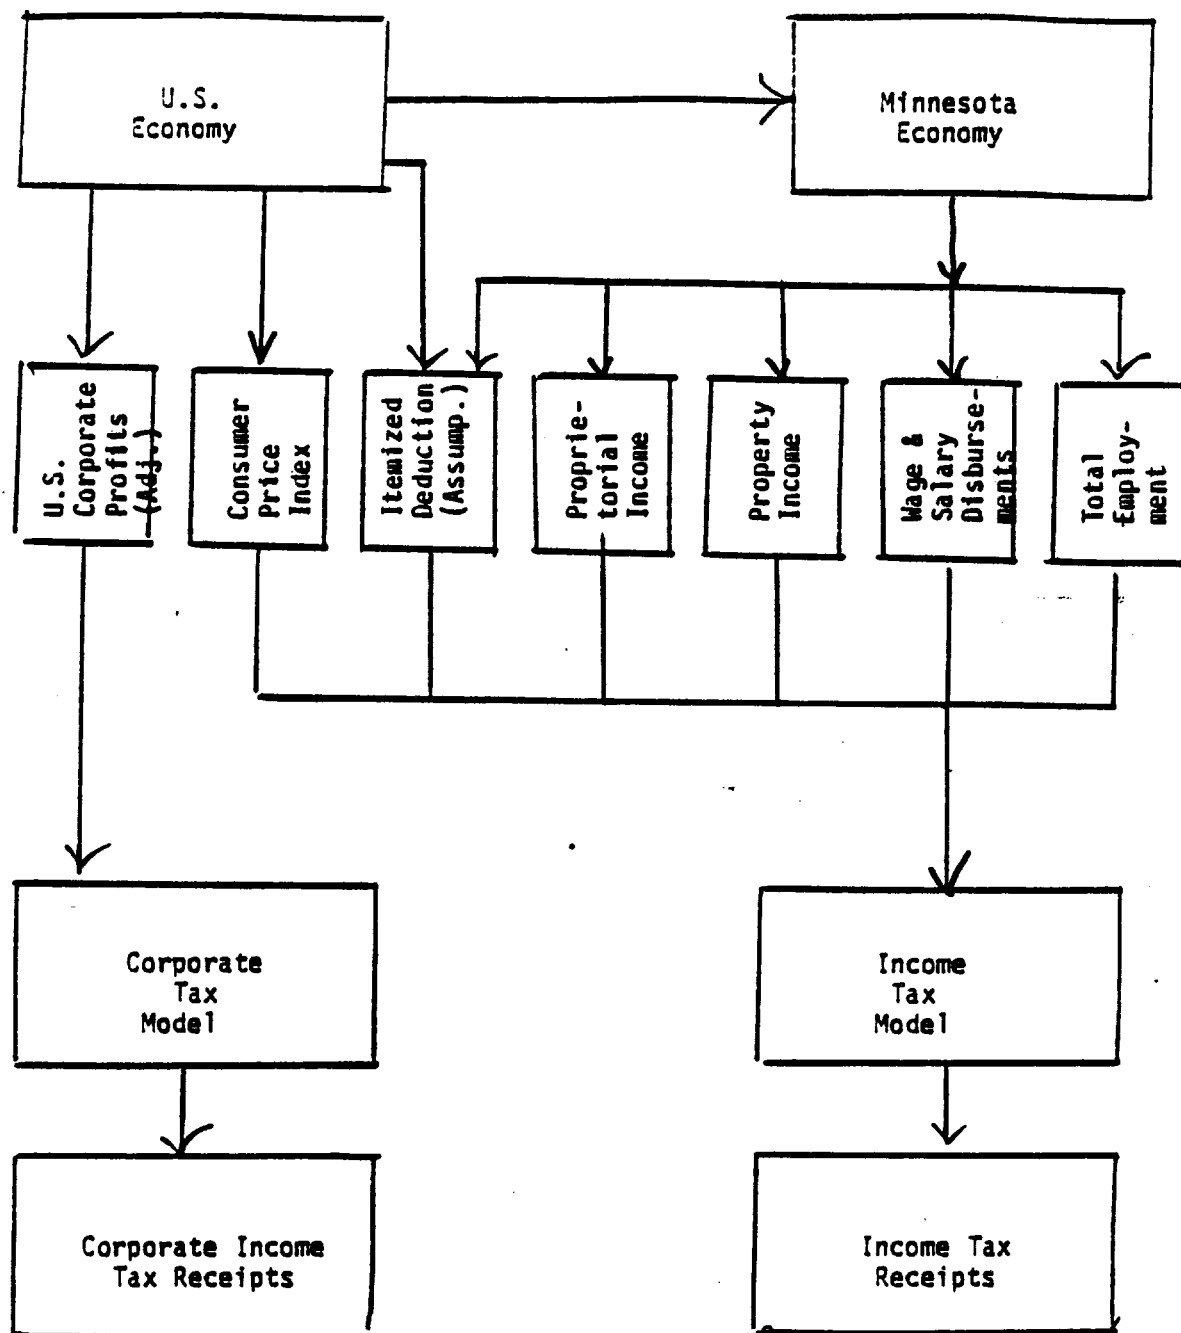 U.S.
Economy
Minnesota
Economy
U.S.
Corporate
Profits
(Adj.)
Consumer
Price
Index
Itemized
Deduction
(Assump.)
Proprie-
torial
Income
Property
Income
Wage &
Salary
Disburse-
ments
Total
Employ-
ment
Corporate
Tax
Model
Income
Tax
Model
Corporate Income
Tax Receipts
Income Tax
Receipts